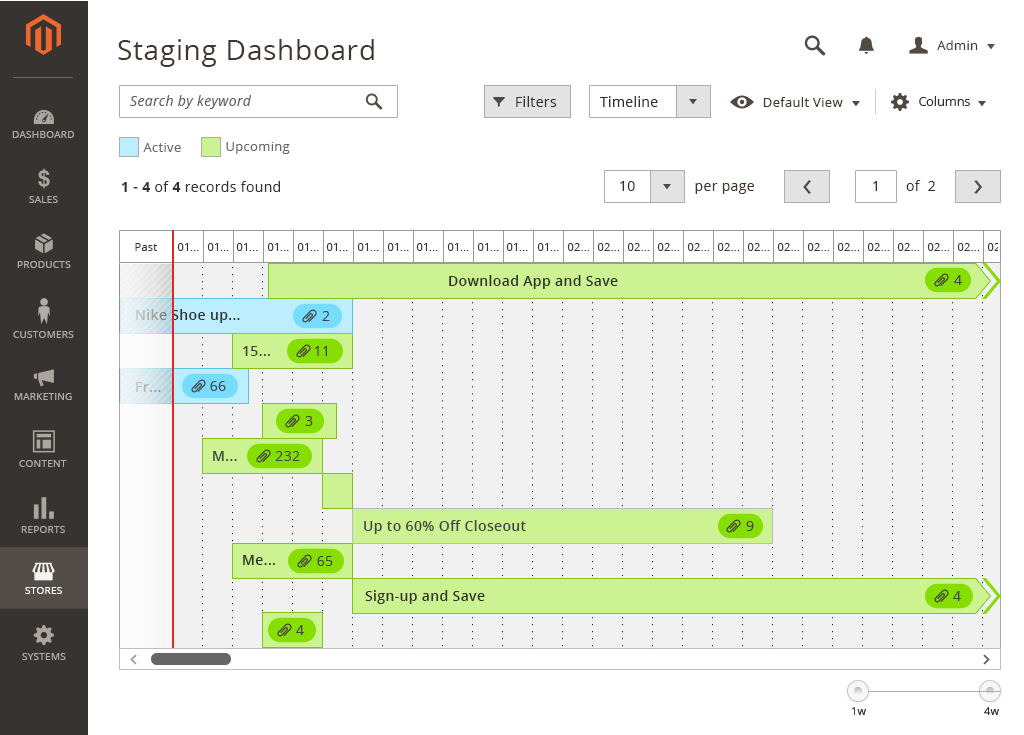 Staging Dashboard
Admin
Search by keyword
Filters
Timeline
Default View
Columns
Active
Upcoming
1 - 4 of 4 records found
10
per page
1
of 2
DASHBOARD
SALES
PRODUCTS
CUSTOMERS
MARKETING
CONTENT
REPORTS
STORES
SYSTEMS
Past 01... 01... 01... 01... 01... 01... 01... 01... 01... 01... 01... 01... 01... 02... 02... 02... 02... 02... 02... 02... 02... 02... 02... 02... 02... 02... 02... 02
Download App and Save 4
Nike Shoe up... 2
15... 11
Fr... 66
3
M... 232
Up to 60% Off Closeout 9
Me... 65
Sign-up and Save 4
4
1w 4w